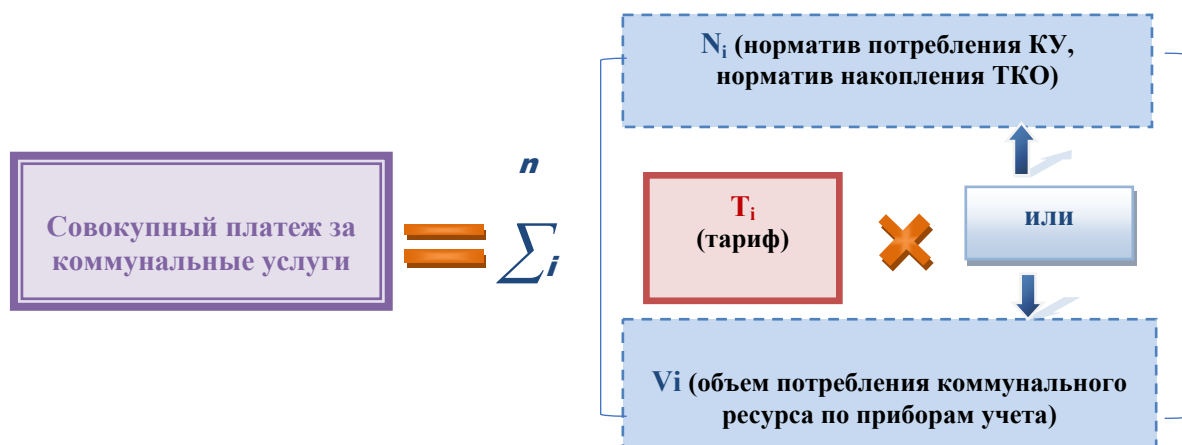 Nᵢ (норматив потребления КУ,
норматив накопления ТКО)
Совокупный платеж за
коммунальные услуги
=
n
∑i
Tᵢ
(тариф)
×
или
Vi (объем потребления коммунального
ресурса по приборам учета)